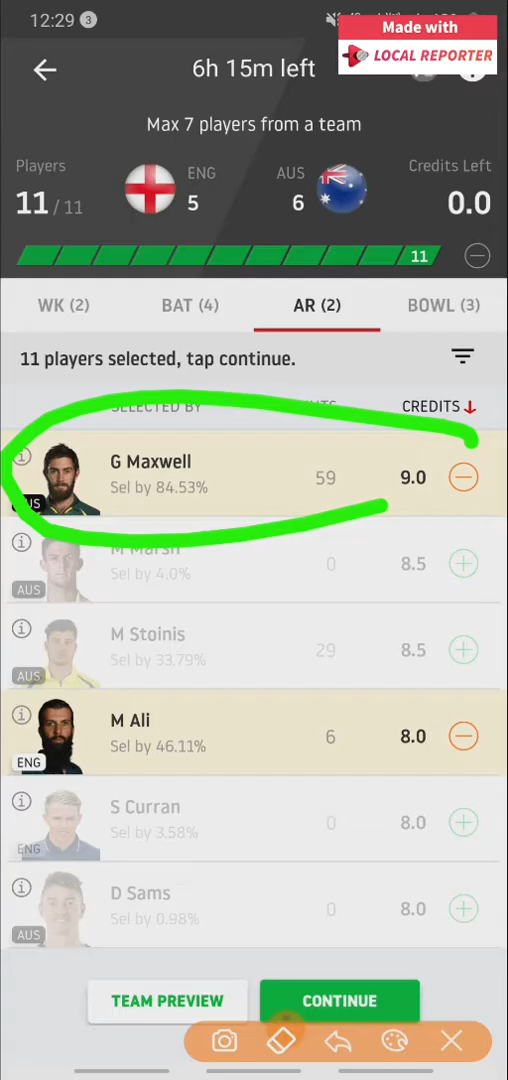 12:29 3
Made with
LOCAL REPORTER
6h 15m left
Max 7 players from a team
Players
ENG
AUS
Credits Left
11 / 11
5
6
0.0
11
WK (2)
BAT (4)
AR (2)
BOWL (3)
11 players selected, tap continue.
SELECTED BY
CREDITS
G Maxwell
Sel by 84.53%
59
9.0
AUS
M Marsh
Sel by 4.0%
0
8.5
AUS
M Stoinis
Sel by 33.79%
29
8.5
AUS
M Ali
Sel by 46.11%
6
8.0
ENG
S Curran
Sel by 3.58%
0
8.0
ENG
D Sams
Sel by 0.98%
0
8.0
AUS
TEAM PREVIEW
CONTINUE